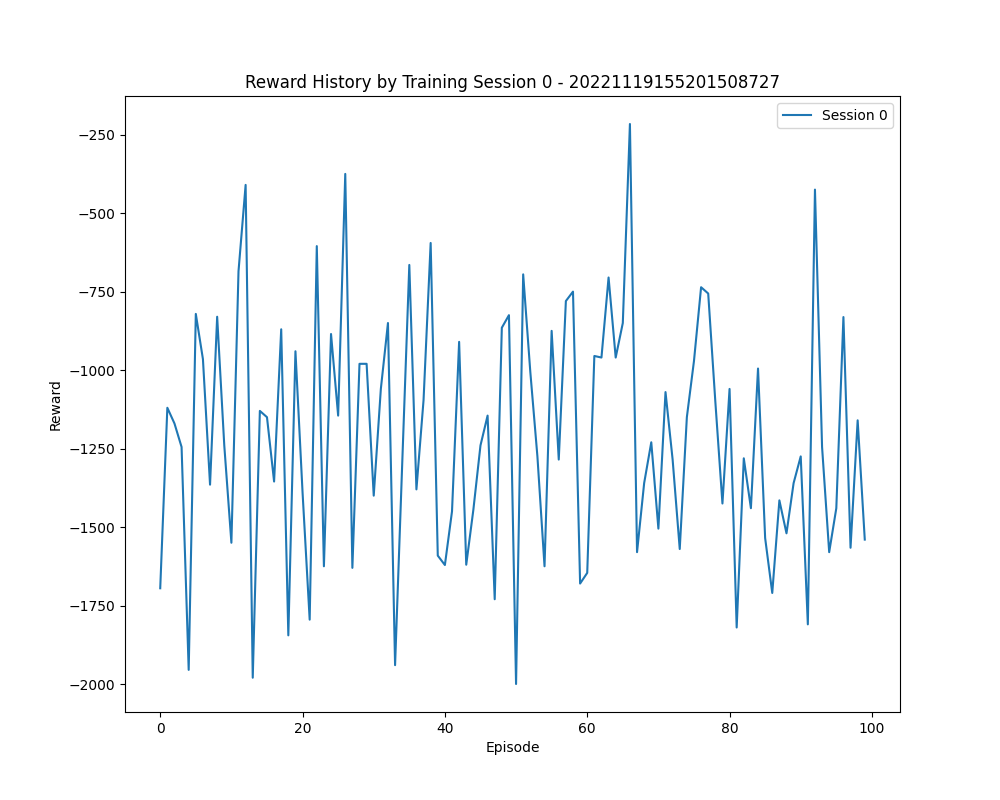 Reward History by Training Session 0 - 20221119155201508727
Session 0
−250
−500
−750
−1000
−1250
−1500
−1750
−2000
Reward
0 20 40 60 80 100
Episode